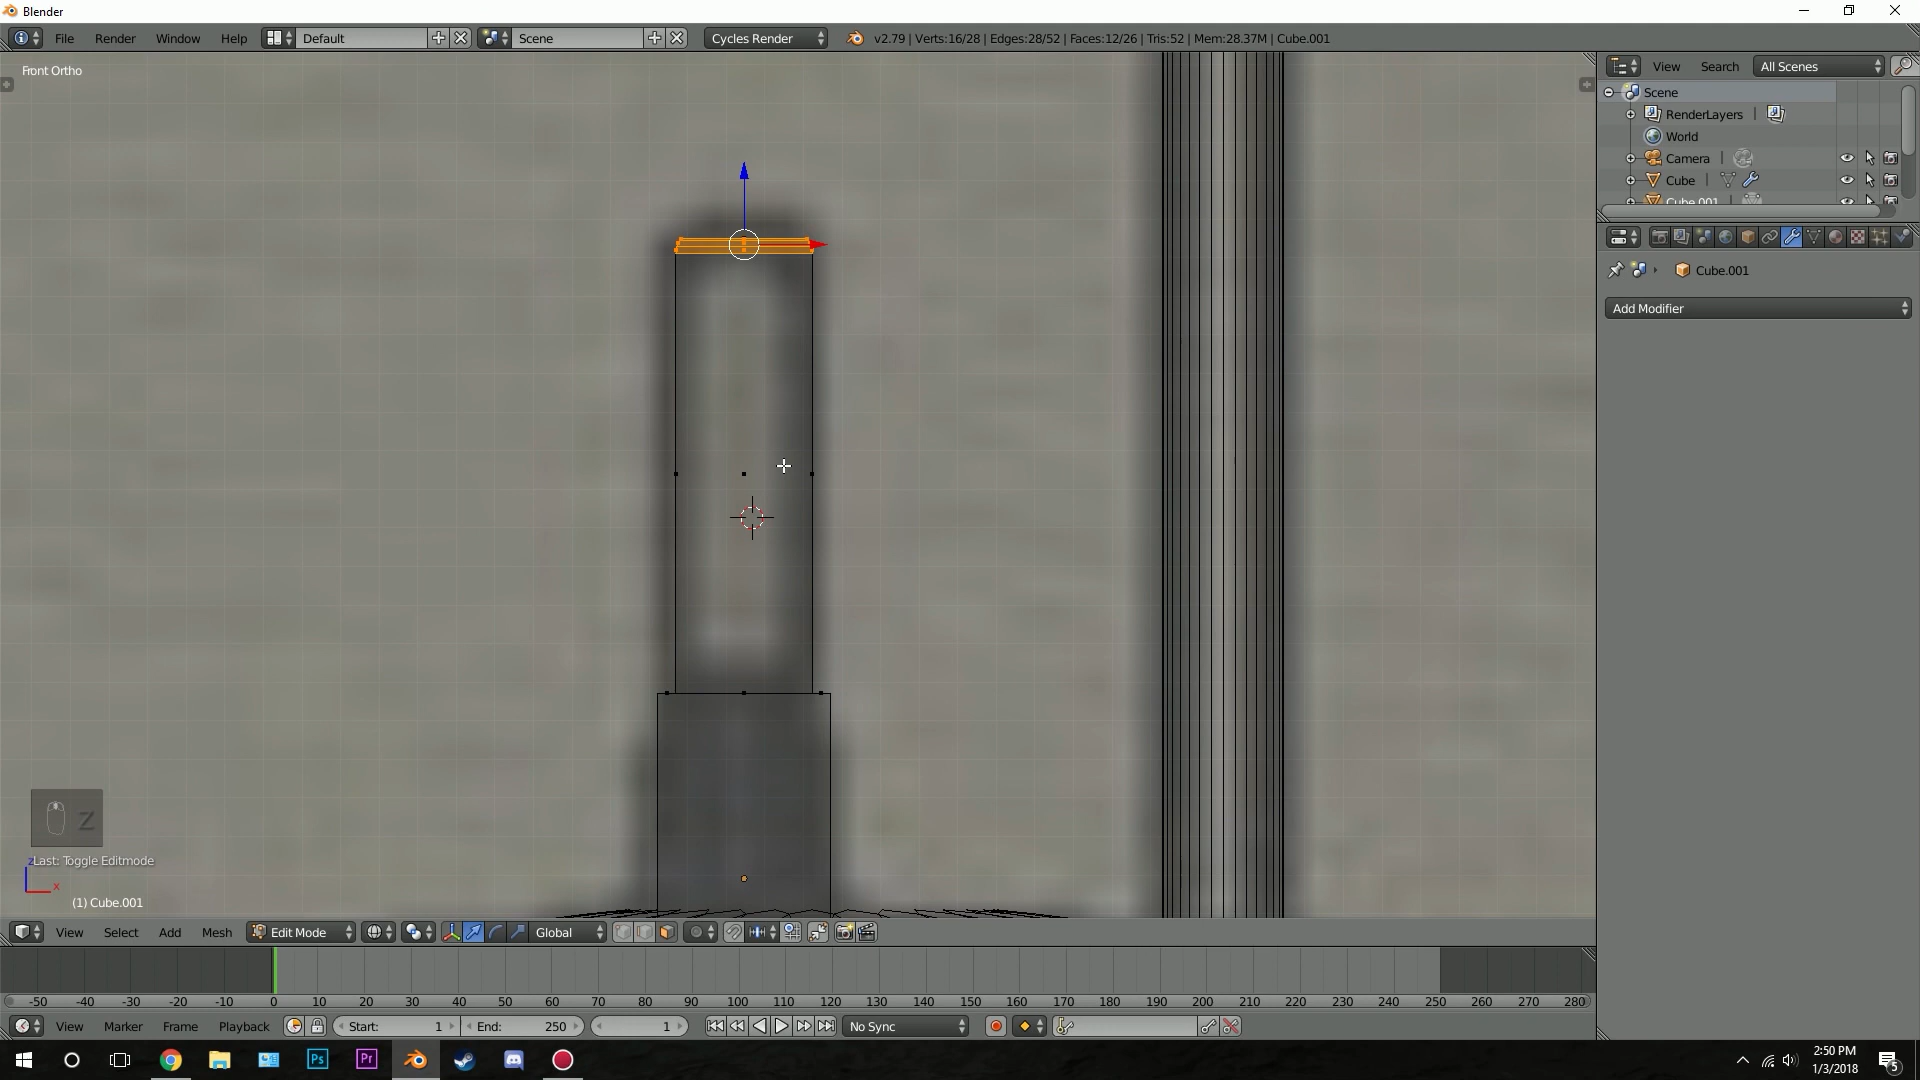 Blender
File Render Window Help Default Scene Cycles Render v2.79 | Verts:16/28 | Edges:28/52 | Faces:12/26 | Tris:52 | Mem:28.37M | Cube.001
Front Ortho
View Search All Scenes
Scene
RenderLayers
World
Camera
Cube
Cube.001
Cube.001
Add Modifier
Z
Last: Toggle Editmode
z
x
(1) Cube.001
View Select Add Mesh Edit Mode Global
-50 -40 -30 -20 -10 0 10 20 30 40 50 60 70 80 90 100 110 120 130 140 150 160 170 180 190 200 210 220 230 240 250 260 270 280
View Marker Frame Playback Start: 1 End: 250 1 No Sync
Ps Pr 2:50 PM
1/3/2018
5